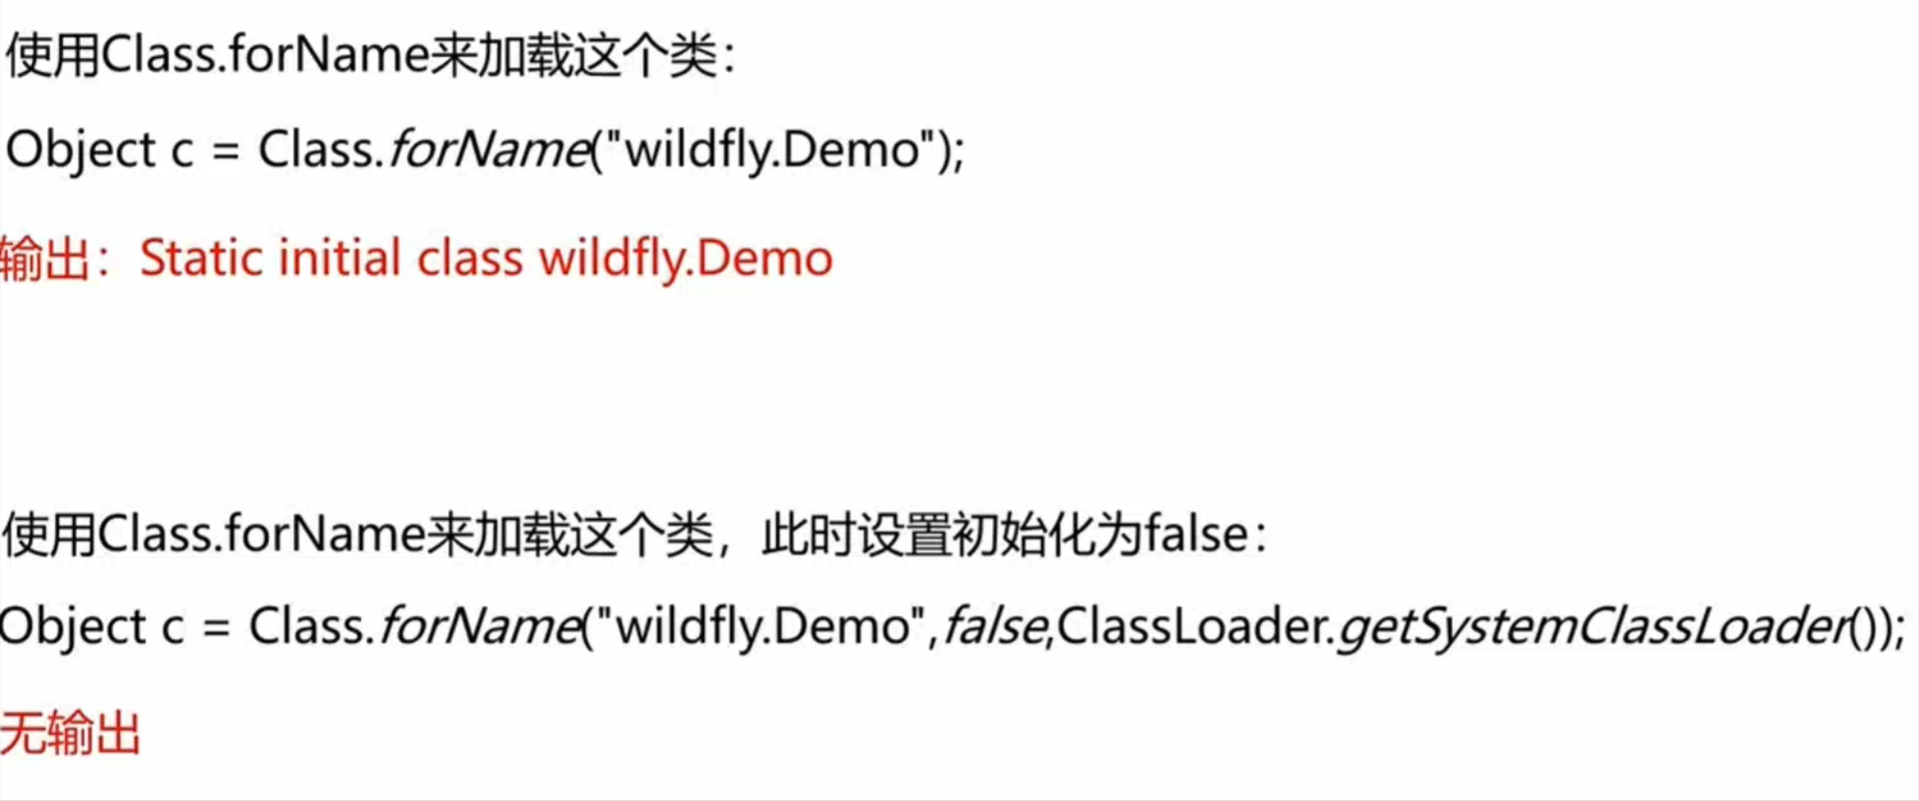 使用Class.forName来加载这个类：
Object c = Class.forName("wildfly.Demo");
输出：Static initial class wildfly.Demo
使用Class.forName来加载这个类，此时设置初始化为false：
Object c = Class.forName("wildfly.Demo",false,ClassLoader.getSystemClassLoader());
无输出